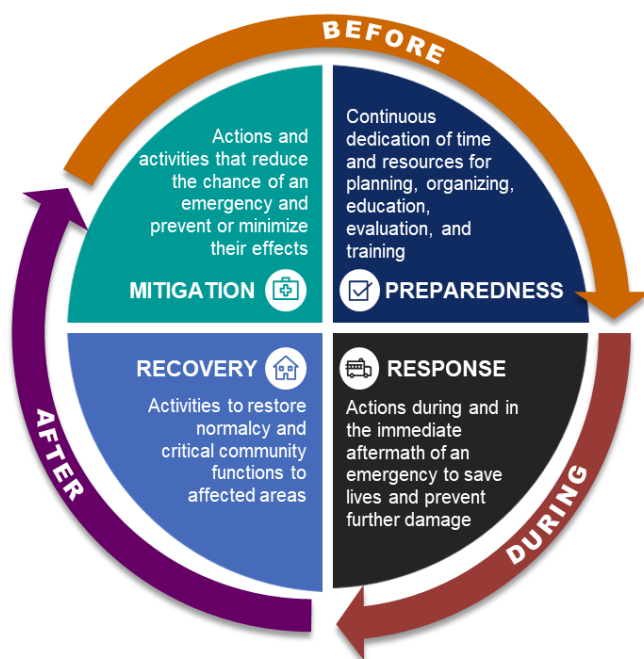 BEFORE
Actions and
activities that reduce
the chance of an
emergency and
prevent or minimize
their effects
MITIGATION
Continuous
dedication of time
and resources for
planning, organizing,
education,
evaluation, and
training
PREPAREDNESS
RECOVERY
Activities to restore
normalcy and
critical community
functions to
affected areas
RESPONSE
Actions during and in
the immediate
aftermath of an
emergency to save
lives and prevent
further damage
AFTER
DURING